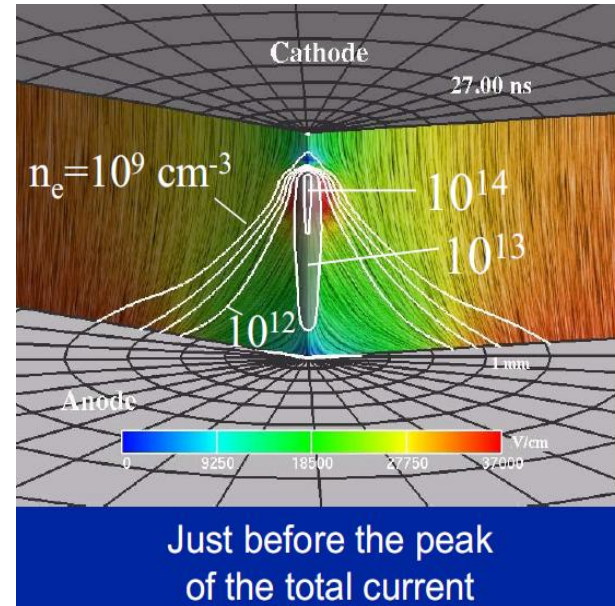 Cathode
27.00 ns
nₑ=10⁹ cm⁻³
10¹⁴
10¹³
10¹²
1 mm
Anode
V/cm
0 9250 18500 27750 37000
Just before the peak
of the total current